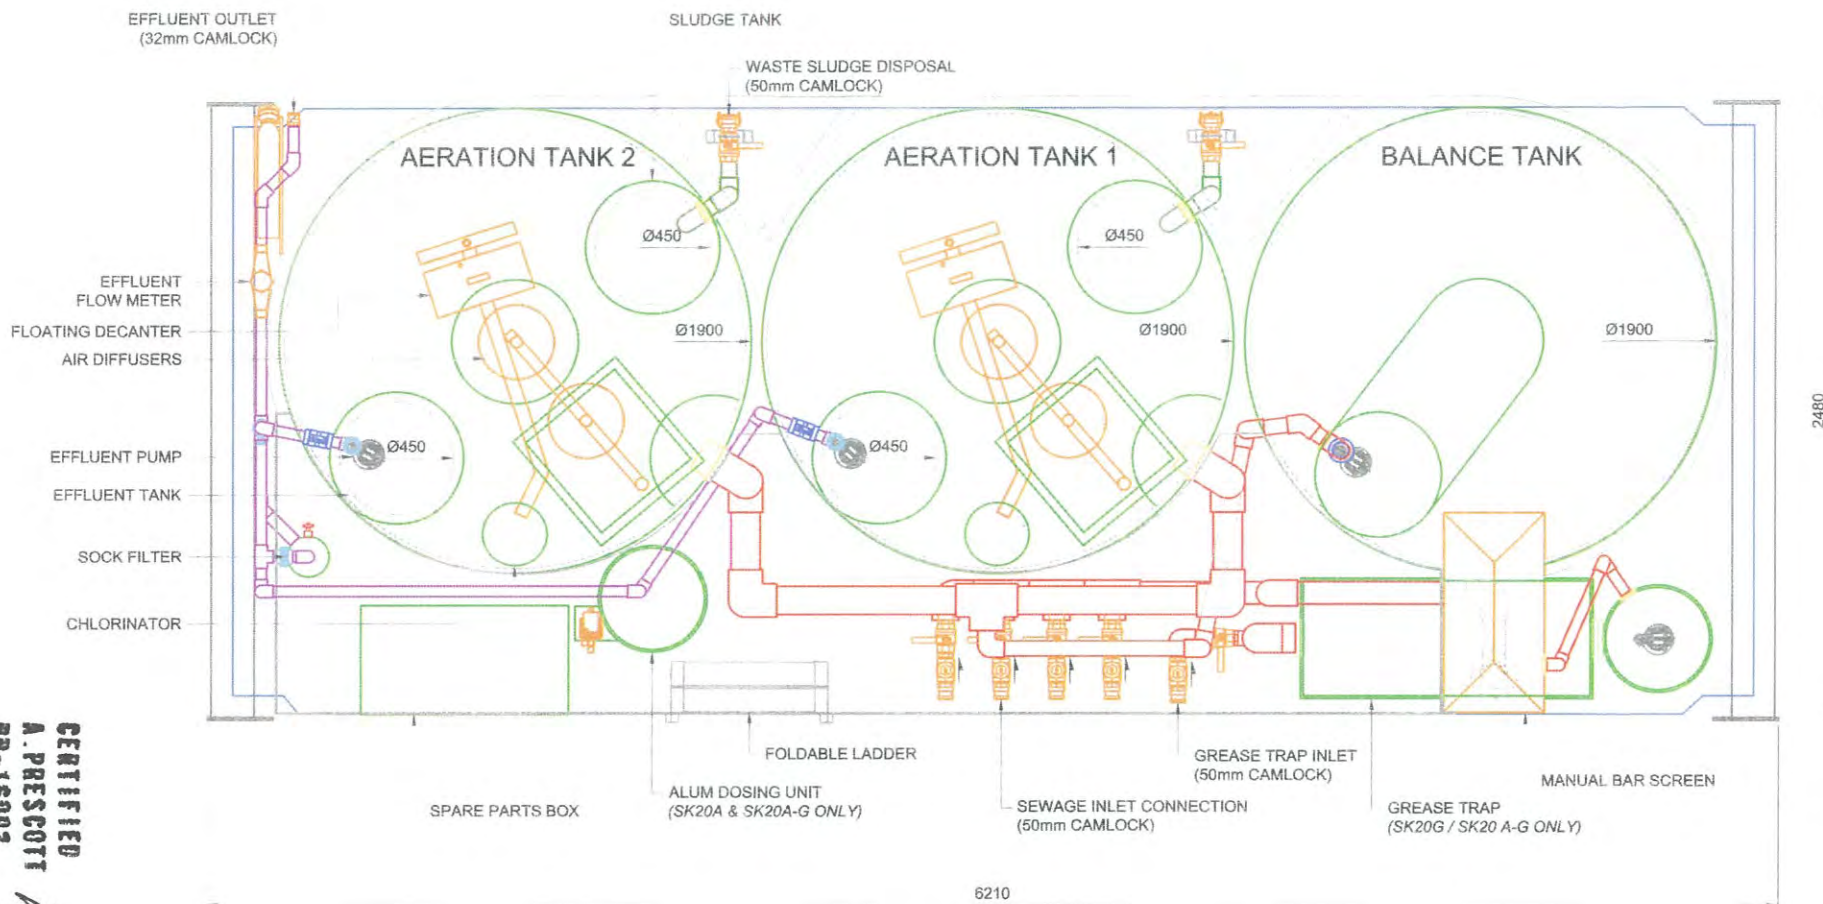 EFFLUENT OUTLET
(32mm CAMLOCK)
SLUDGE TANK
WASTE SLUDGE DISPOSAL
(50mm CAMLOCK)
AERATION TANK 2
AERATION TANK 1
BALANCE TANK
Ø450
Ø450
EFFLUENT
FLOW METER
FLOATING DECANTER
AIR DIFFUSERS
Ø1900
Ø1900
Ø1900
2480
EFFLUENT PUMP
Ø450
Ø450
EFFLUENT TANK
SOCK FILTER
CHLORINATOR
FOLDABLE LADDER
GREASE TRAP INLET
(50mm CAMLOCK)
MANUAL BAR SCREEN
SPARE PARTS BOX
ALUM DOSING UNIT
(SK20A & SK20A-G ONLY)
SEWAGE INLET CONNECTION
(50mm CAMLOCK)
GREASE TRAP
(SK20G / SK20 A-G ONLY)
6210
CERTIFIED
A. PRESCOTT